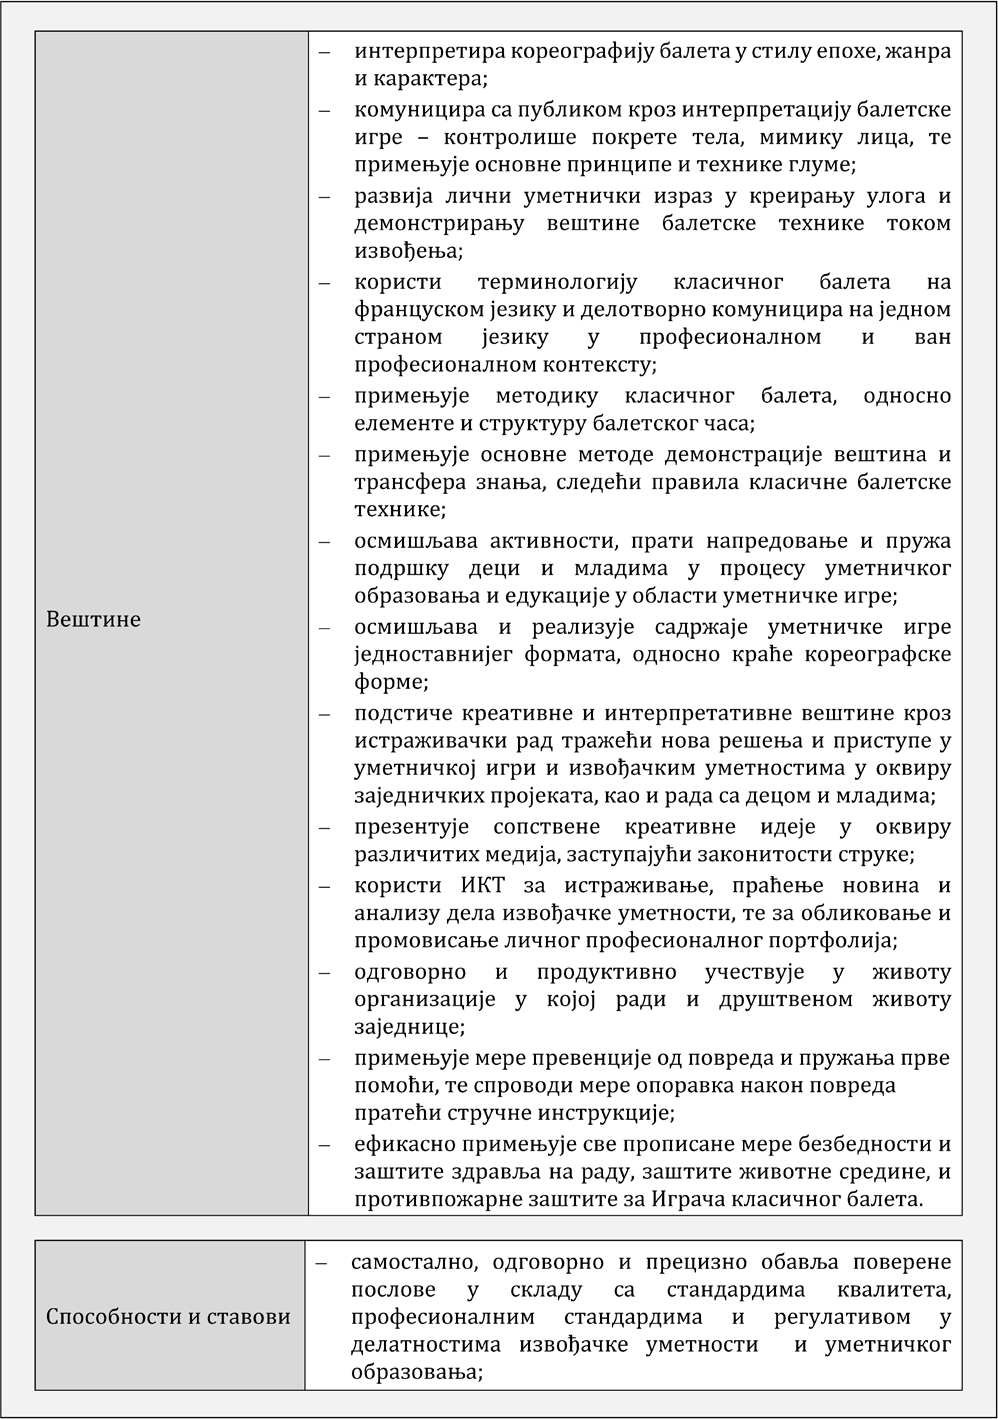 Вештине
– интерпретира кореографију балета у стилу епохе, жанра
и карактера;
– комуницира са публиком кроз интерпретацију балетске
игре – контролише покрете тела, мимику лица, те
примењује основне принципе и технике глуме;
– развија лични уметнички израз у креирању улога и
демонстрирању вештине балетске технике током
извођења;
– користи терминологију класичног балета на
француском језику и делотворно комуницира на једном
страном језику у професионалном и ван
професионалном контексту;
– примењује методику класичног балета, односно
елементе и структуру балетског часа;
– примењује основне методе демонстрације вештина и
трансфера знања, следећи правила класичне балетске
технике;
– осмишљава активности, прати напредовање и пружа
подршку деци и младима у процесу уметничког
образовања и едукације у области уметничке игре;
– осмишљава и реализује садржаје уметничке игре
једноставнијег формата, односно краће кореографске
форме;
– подстиче креативне и интерпретативне вештине кроз
истраживачки рад тражећи нова решења и приступе у
уметничкој игри и извођачким уметностима у оквиру
заједничких пројеката, као и рада са децом и младима;
– презентује сопствене креативне идеје у оквиру
различитих медија, заступајући законитости струке;
– користи ИКТ за истраживање, праћење новина и
анализу дела извођачке уметности, те за обликовање и
промовисање личног професионалног портфолија;
– одговорно и продуктивно учествује у животу
организације у којој ради и друштвеном животу
заједнице;
– примењује мере превенције од повреда и пружања прве
помоћи, те спроводи мере опоравка након повреда
пратећи стручне инструкције;
– ефикасно примењује све прописане мере безбедности и
заштите здравља на раду, заштите животне средине, и
противпожарне заштите за Играча класичног балета.
Способности и ставови
– самостално, одговорно и прецизно обавља поверене
послове у складу са стандардима квалитета,
професионалним стандардима и регулативом у
делатностима извођачке уметности и уметничког
образовања;